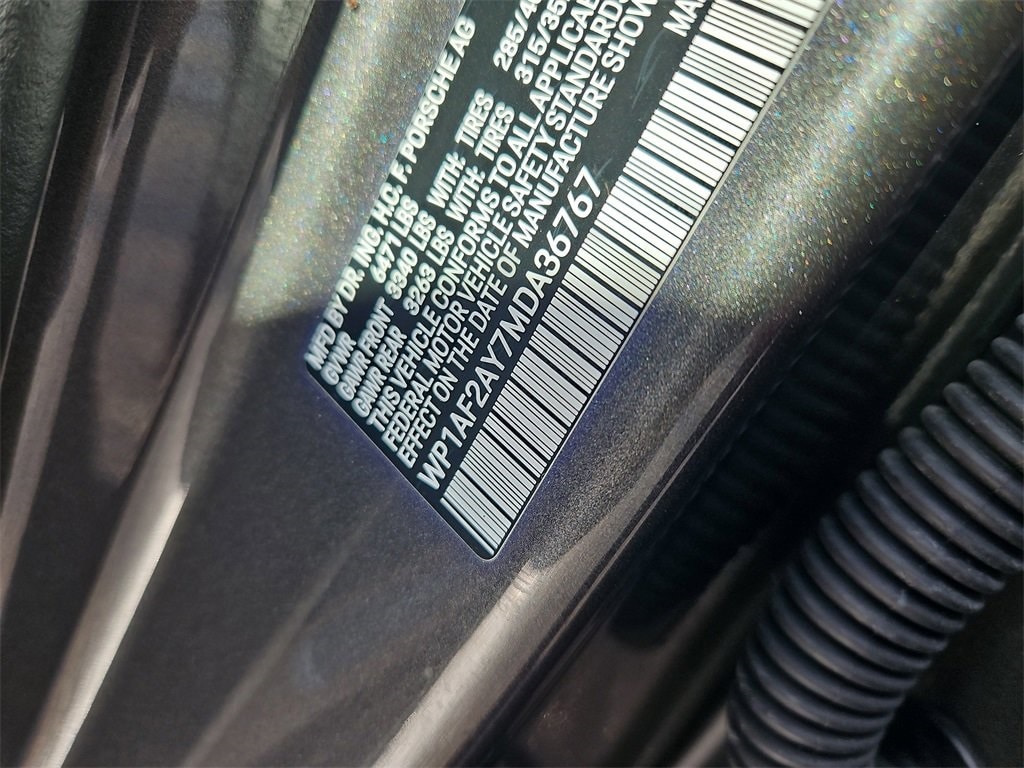 MFD BY DR. ING. H.C. F. PORSCHE AG
GVWR 6471 LBS
GAWR FRONT 3340 LBS WITH: TIRES 285/4
GAWR REAR 3263 LBS WITH: TIRES 315/35
THIS VEHICLE CONFORMS TO ALL APPLICABLE
FEDERAL MOTOR VEHICLE SAFETY STANDARDS
EFFECT ON THE DATE OF MANUFACTURE SHOW
WP1AF2AY7MDA36767 MA